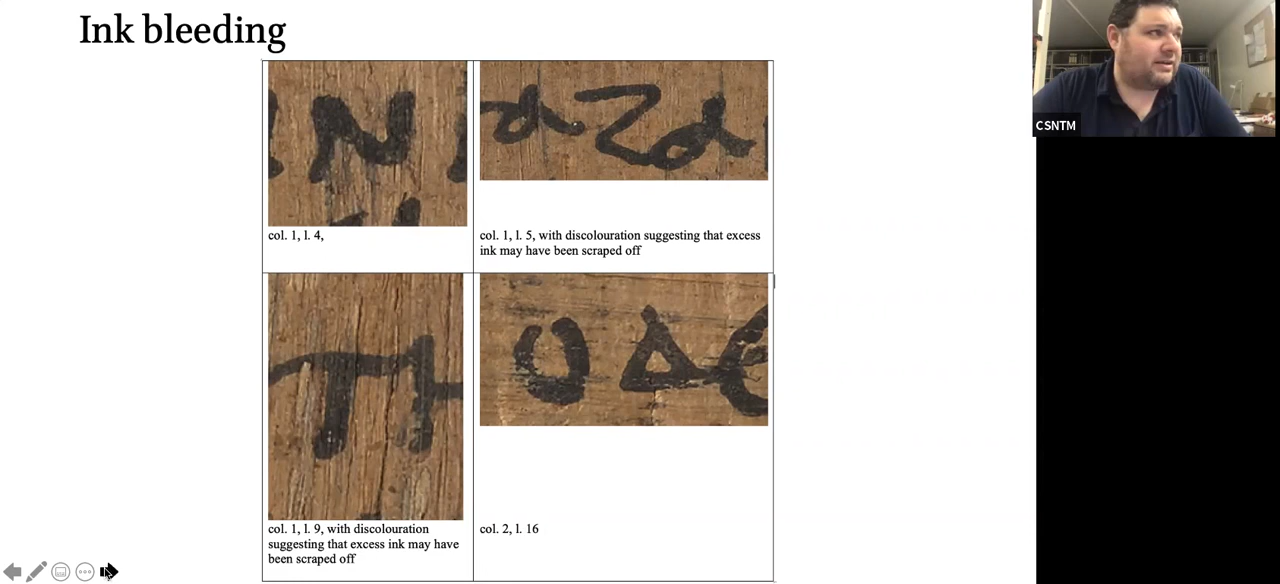 Ink bleeding
CSNTM
col. 1, l. 4,
col. 1, l. 5, with discolouration suggesting that excess
ink may have been scraped off
col. 1, l. 9, with discolouration
suggesting that excess ink may have
been scraped off
col. 2, l. 16